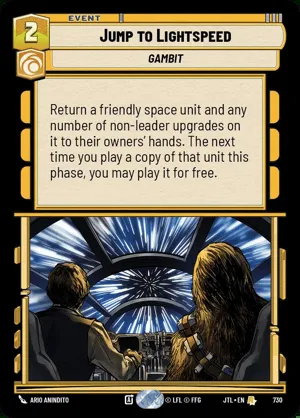 EVENT
2
JUMP TO LIGHTSPEED
GAMBIT
Return a friendly space unit and any
number of non-leader upgrades on
it to their owners’ hands. The next
time you play a copy of that unit this
phase, you may play it for free.
ARIO ANINDITO
© LFL © FFG
JTL • EN
730